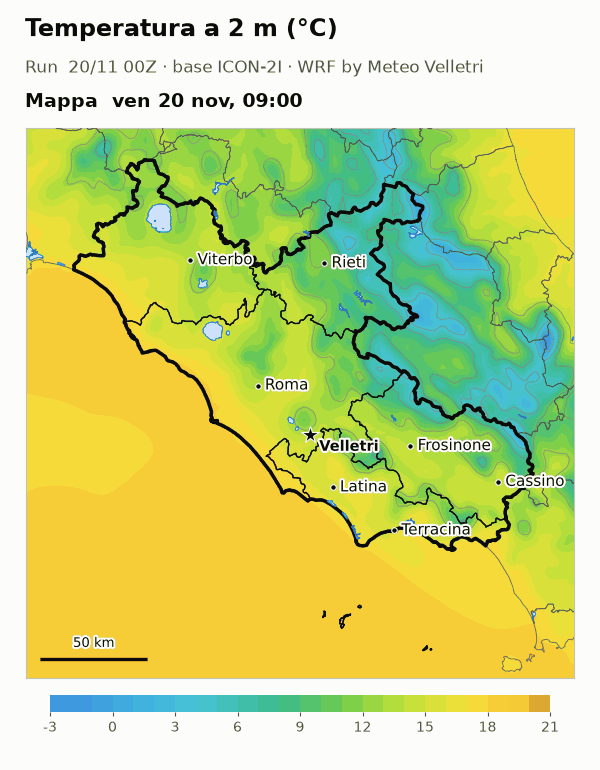 Temperatura a 2 m (°C)
Run  20/11 00Z · base ICON-2I · WRF by Meteo Velletri
Mappa  ven 20 nov, 09:00
Viterbo
Rieti
Roma
Velletri
Frosinone
Cassino
Latina
Terracina
50 km
-3 0 3 6 9 12 15 18 21